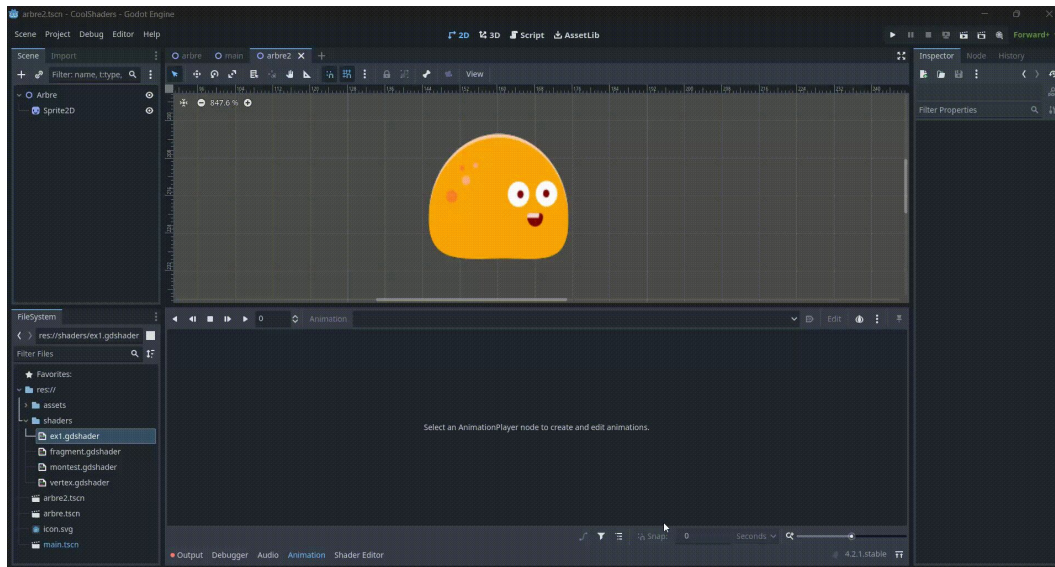 arbre2.tscn - CoolShaders - Godot Engine
Scene Project Debug Editor Help
2D 3D Script AssetLib
Forward+
Scene Import
arbre main arbre2
Inspector Node History
Filter: name, t:type,
View
Arbre
847.6 %
Sprite2D
Filter Properties
FileSystem
0 Animation Edit
res://shaders/ex1.gdshader
Filter Files
Favorites:
res://
assets
shaders
Select an AnimationPlayer node to create and edit animations.
ex1.gdshader
fragment.gdshader
montest.gdshader
vertex.gdshader
arbre2.tscn
arbre.tscn
icon.svg
Snap: 0 Seconds
main.tscn
Output Debugger Audio Animation Shader Editor
4.2.1.stable